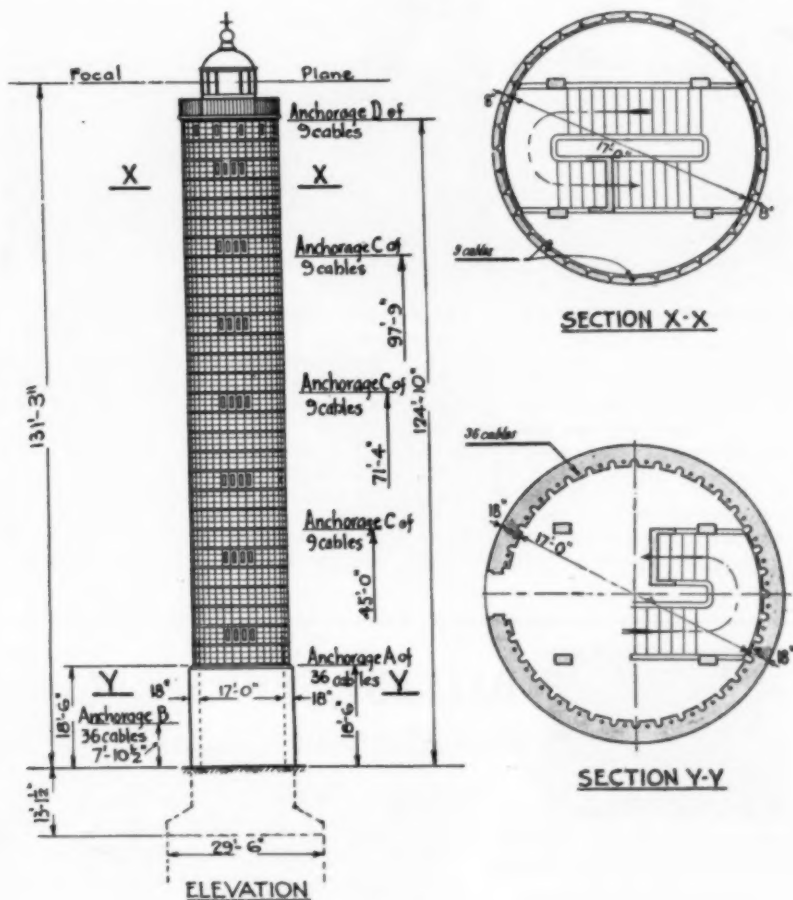 Focal Plane
Anchorage D of
9 cables
X X
Anchorage C of
9 cables
97'-9"
131'-3"
124'-10"
Anchorage C of
9 cables
71'-4"
Anchorage C of
9 cables
45'-0"
Anchorage A of
36 cables
Y Y
18" 17'-0" 18"
18'-6"
18'-6"
Anchorage B
36 cables
7'-10½"
13'-1½"
29'-6"
ELEVATION
8"
17'-0"
8"
9 cables
SECTION X-X
36 cables
18"
17'-0"
18"
SECTION Y-Y